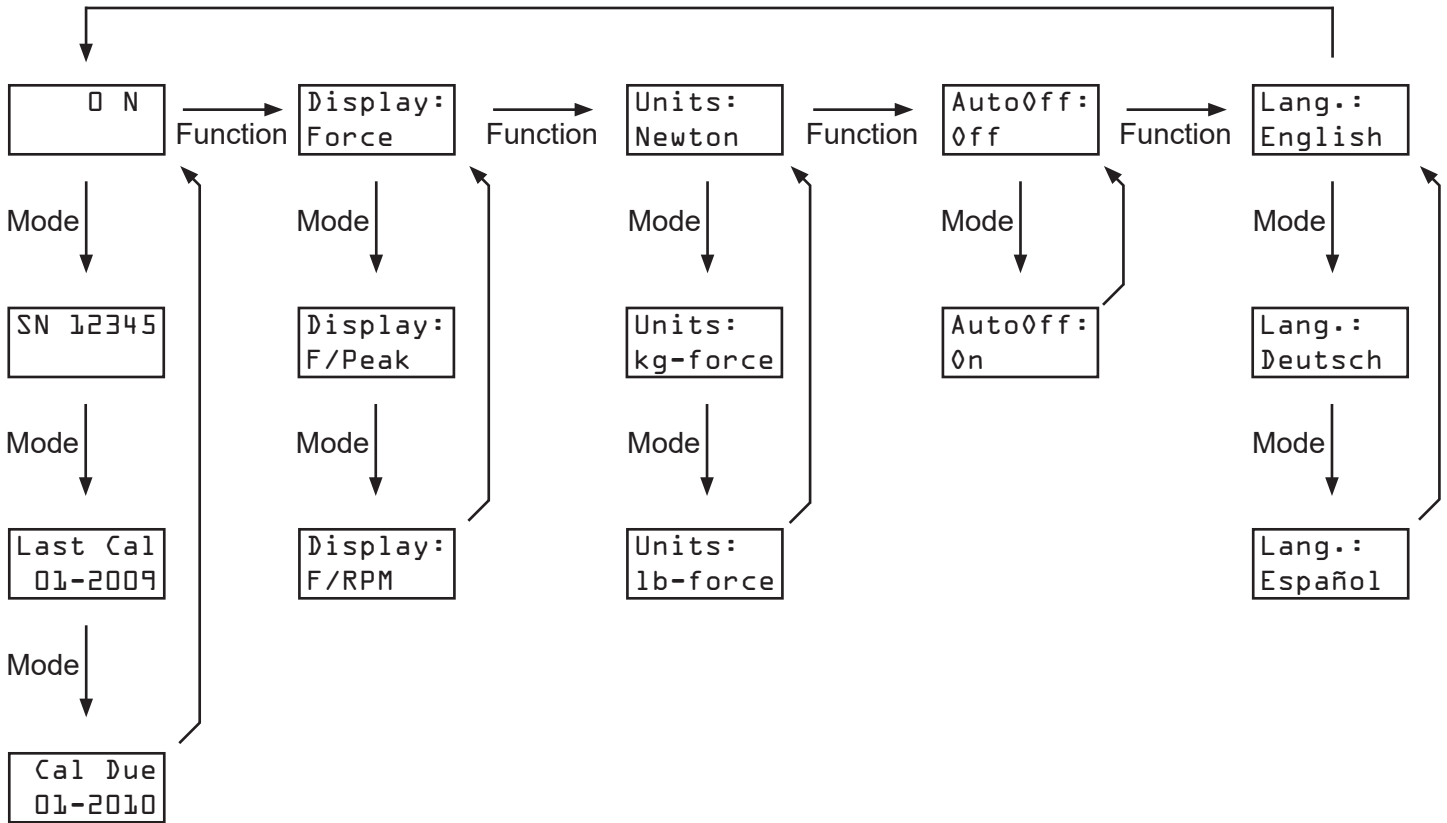 0 N
Function
Display:
Force
Function
Units:
Newton
Function
AutoOff:
Off
Function
Lang.:
English
Mode
Mode
Mode
Mode
Mode
SN 12345
Display:
F/Peak
Units:
kg-force
AutoOff:
On
Lang.:
Deutsch
Mode
Mode
Mode
Mode
Last Cal
01-2009
Display:
F/RPM
Units:
lb-force
Lang.:
Español
Mode
Cal Due
01-2010